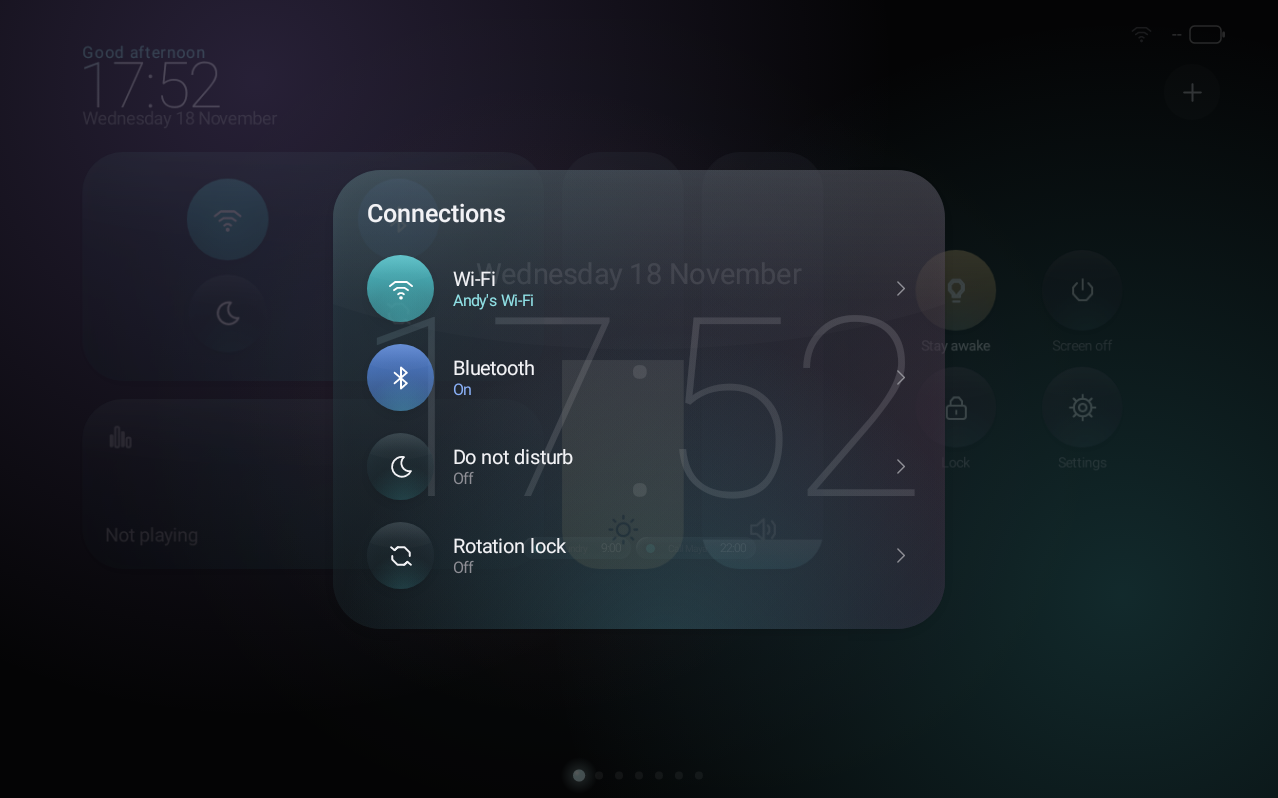 Good afternoon
17:52
Wednesday 18 November
Connections
Wednesday 18 November
Wi-Fi
Andy's Wi-Fi
17 52
Stay awake
Screen off
Bluetooth
On
Lock
Settings
Do not disturb
Off
Not playing
Rotation lock
9:00
22:00
Off